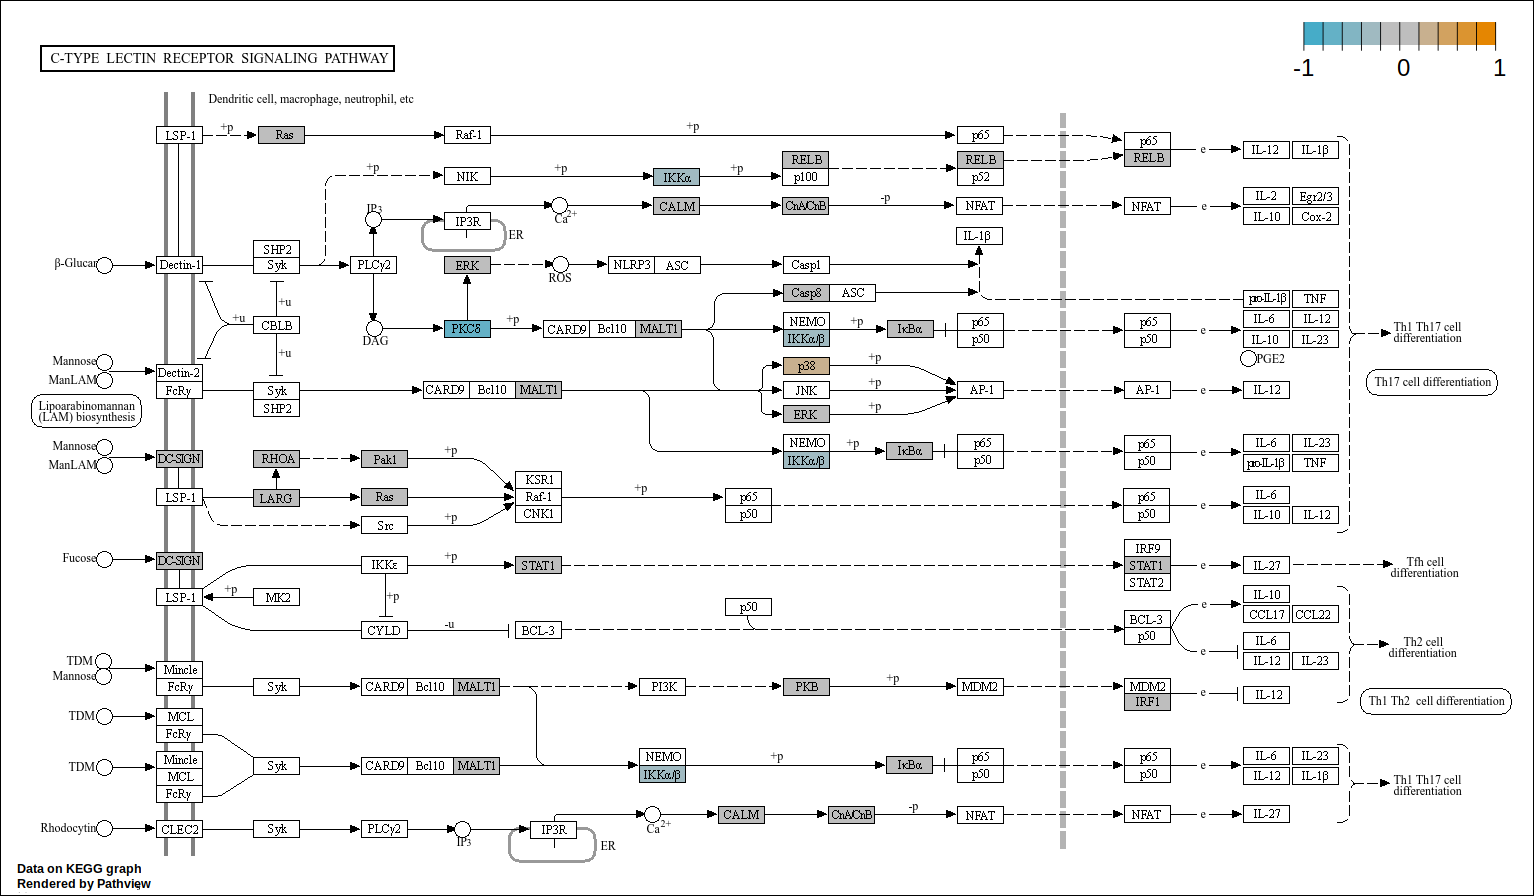 C-TYPE LECTIN RECEPTOR SIGNALING PATHWAY
-1 0 1
Dendritic cell, macrophage, neutrophil, etc
LSP-1 +p Ras Raf-1 +p p65 p65 RELB e IL-12 IL-1β
+p NIK +p IKKα +p RELB p100 RELB p52
IP3 IP3R ER Ca2+ CALM CnA/CnB -p NFAT NFAT e IL-2 Egr2/3
IL-10 Cox-2
IL-1β
β-Glucan Dectin-1 SHP2 Syk PLCγ2 ERK ROS NLRP3 ASC Casp1
Casp8 ASC pro-IL-1β TNF
+u +u CBLB +u DAG PKCδ +p CARD9 Bcl10 MALT1 NEMO IKKα/β +p IκBα p65 p50 p65 p50 e IL-6 IL-12
IL-10 IL-23
PGE2
Th1 Th17 cell
differentiation
Mannose
ManLAM
Dectin-2
FcRγ Syk SHP2 CARD9 Bcl10 MALT1 p38 +p
JNK +p AP-1 AP-1 e IL-12
ERK +p
Th17 cell differentiation
Lipoarabinomannan
(LAM) biosynthesis
Mannose
ManLAM
DC-SIGN RHOA Pak1 +p NEMO IKKα/β +p IκBα p65 p50 p65 p50 e IL-6 IL-23
pro-IL-1β TNF
LSP-1 LARG Ras KSR1 Raf-1 CNK1 +p p65 p50 p65 p50 e IL-6
IL-10 IL-12
Src +p
Fucose DC-SIGN IKKε +p STAT1 IRF9 STAT1 STAT2 e IL-27 Tfh cell
differentiation
LSP-1 +p MK2 +p p50
CYLD -u BCL-3 BCL-3 p50 e IL-10
CCL17 CCL22
e IL-6
IL-12 IL-23
Th2 cell
differentiation
TDM
Mannose
Mincle
FcRγ Syk CARD9 Bcl10 MALT1 PI3K PKB +p MDM2 MDM2 IRF1 e IL-12
Th1 Th2 cell differentiation
TDM MCL
FcRγ
TDM Mincle
MCL
FcRγ
Syk CARD9 Bcl10 MALT1 NEMO IKKα/β +p IκBα p65 p50 p65 p50 e IL-6 IL-23
IL-12 IL-1β
Th1 Th17 cell
differentiation
Rhodocytin CLEC2 Syk PLCγ2 IP3 IP3R ER Ca2+ CALM CnA/CnB -p NFAT NFAT e IL-27
Data on KEGG graph
Rendered by Pathview